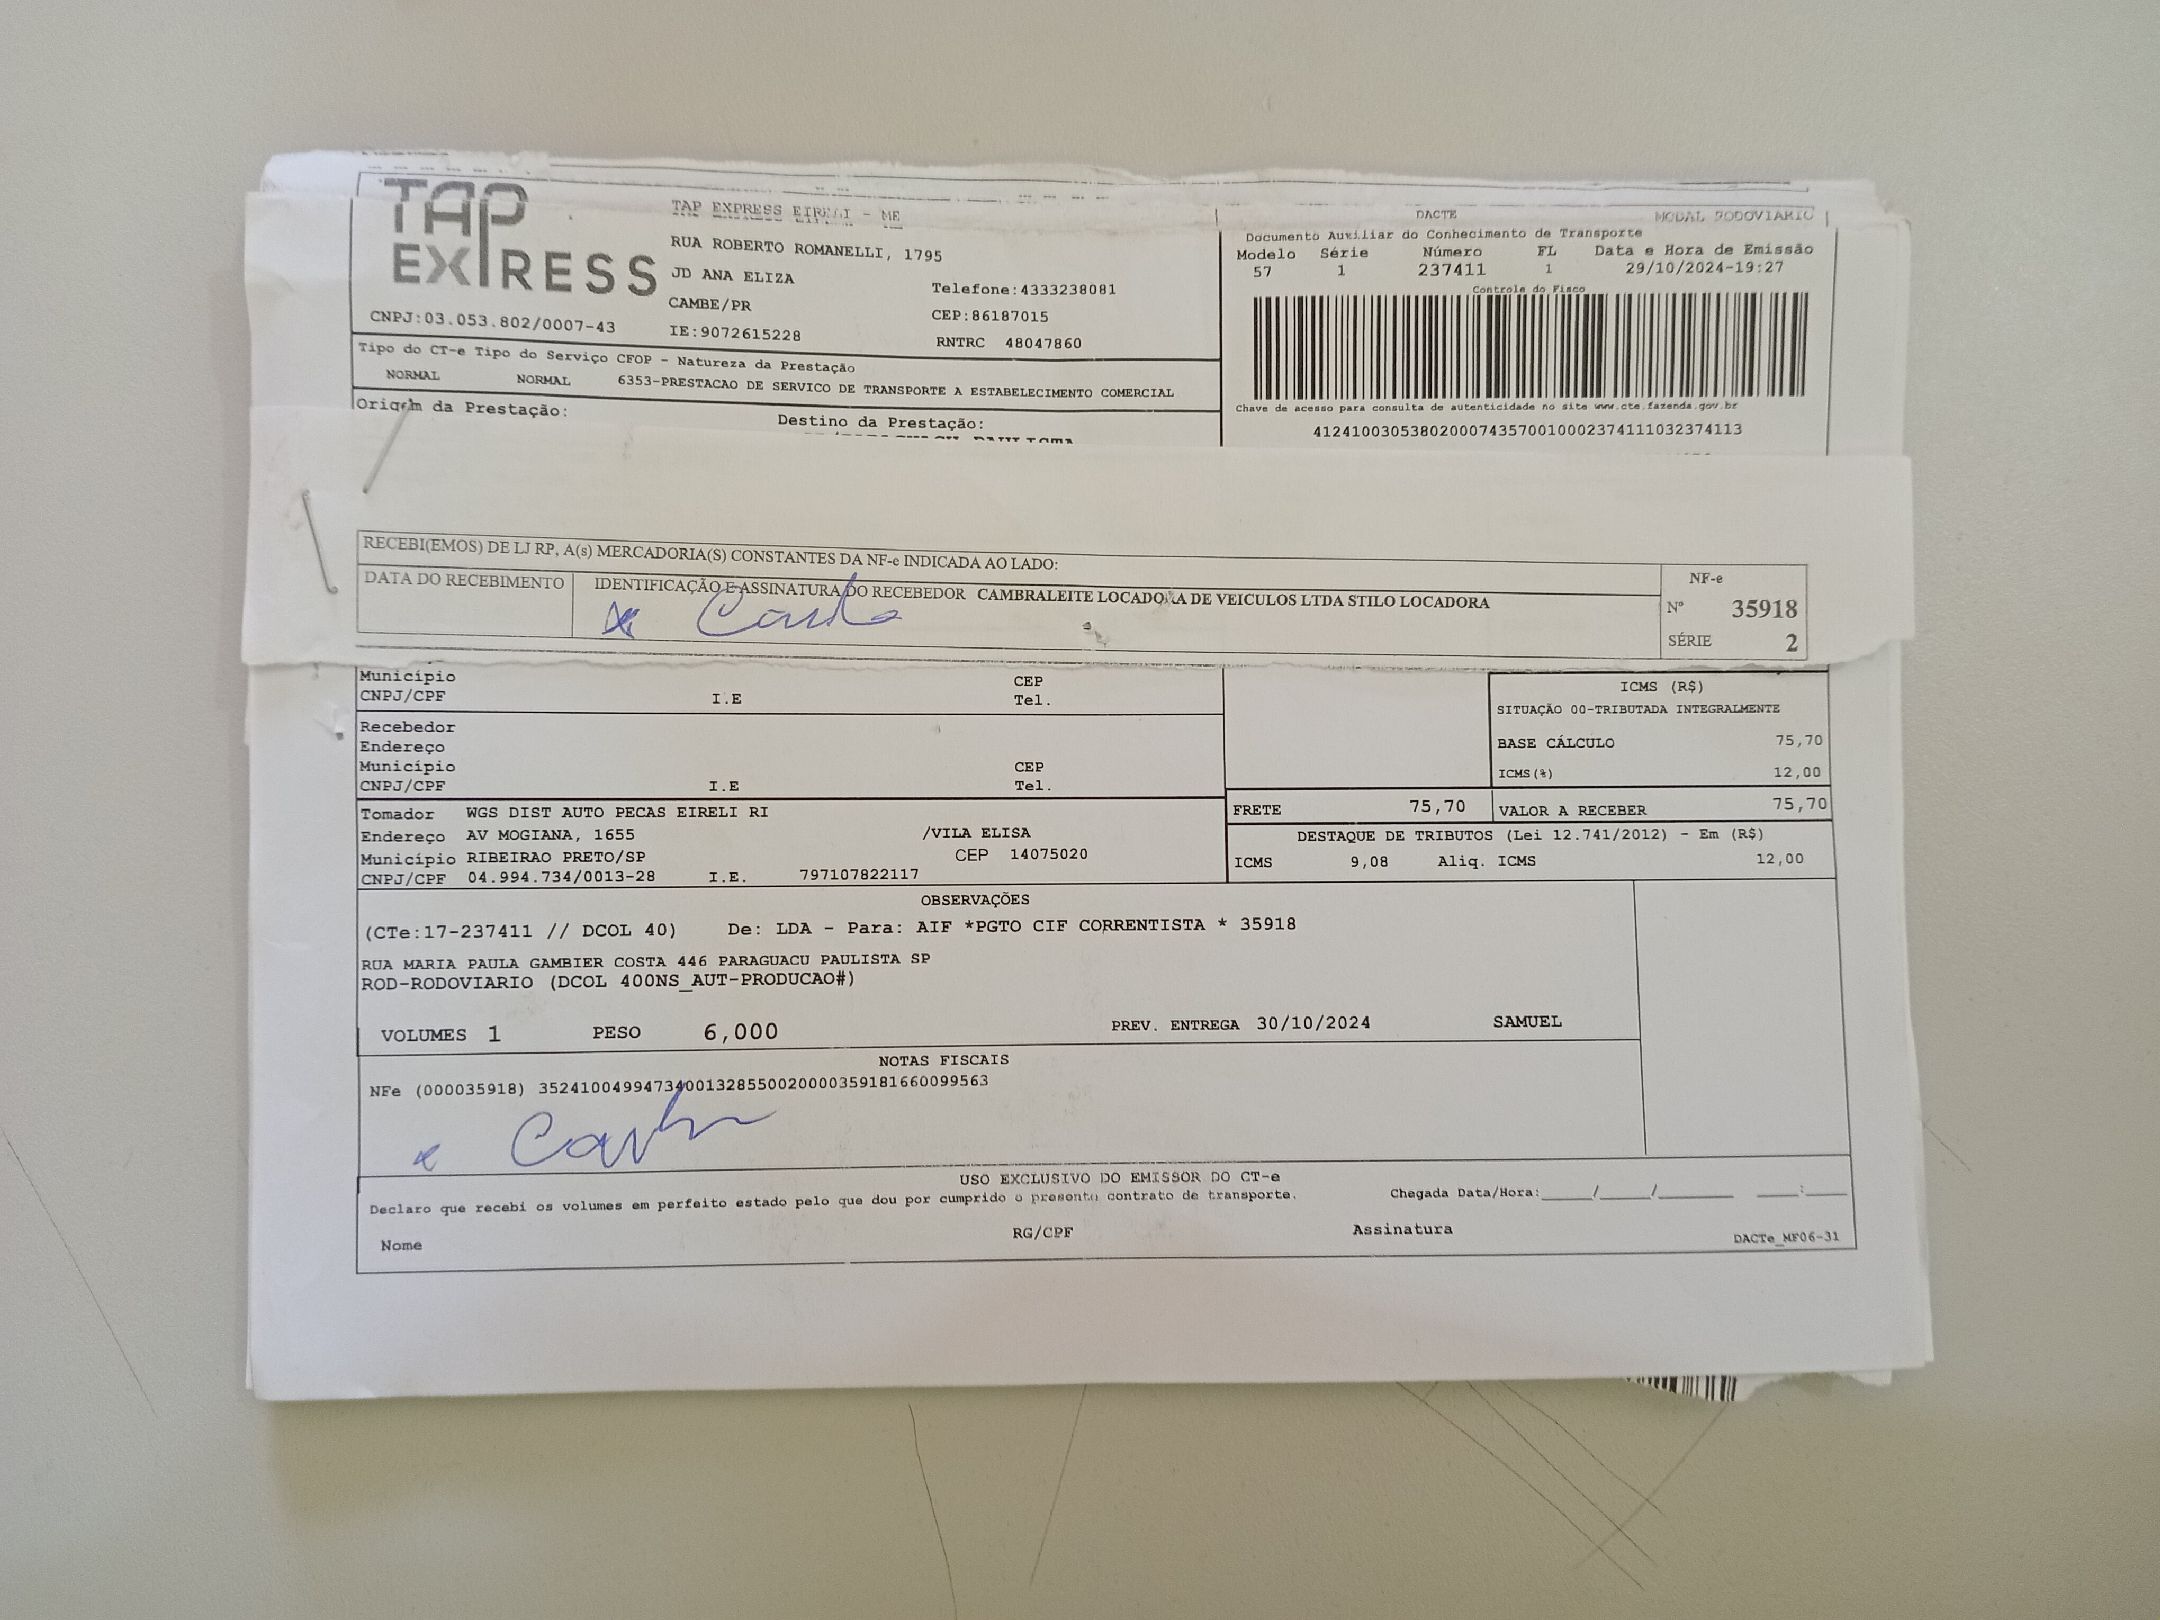 TAP
EXPRESS
TAP EXPRESS EIRELI - ME
RUA ROBERTO ROMANELLI, 1795
JD ANA ELIZA
CAMBE/PR
IE:9072615228
Telefone:4333238081
CEP:86187015
RNTRC 48047860
CNPJ:03.053.802/0007-43
DACTE MODAL RODOVIARIO
Documento Auxiliar do Conhecimento de Transporte
Modelo Série Número FL Data e Hora de Emissão
57 1 237411 1 29/10/2024-19:27
Controle do Fisco
Chave de acesso para consulta de autenticidade no site www.cte.fazenda.gov.br
41241003053802000743570010002374111032374113
Tipo do CT-e Tipo do Serviço CFOP - Natureza da Prestação
NORMAL NORMAL 6353-PRESTACAO DE SERVICO DE TRANSPORTE A ESTABELECIMENTO COMERCIAL
Origem da Prestação: Destino da Prestação:
RECEBI(EMOS) DE LJ RP, A(s) MERCADORIA(S) CONSTANTES DA NF-e INDICADA AO LADO:
DATA DO RECEBIMENTO IDENTIFICAÇÃO E ASSINATURA DO RECEBEDOR CAMBRALEITE LOCADORA DE VEICULOS LTDA STILO LOCADORA
NF-e
Nº 35918
SÉRIE 2
Município CEP
CNPJ/CPF I.E Tel.
Recebedor
Endereço
Município CEP
CNPJ/CPF I.E Tel.
ICMS (R$)
SITUAÇÃO 00-TRIBUTADA INTEGRALMENTE
BASE CÁLCULO 75,70
ICMS(%) 12,00
Tomador WGS DIST AUTO PECAS EIRELI RI
Endereço AV MOGIANA, 1655 /VILA ELISA
Município RIBEIRAO PRETO/SP CEP 14075020
CNPJ/CPF 04.994.734/0013-28 I.E. 797107822117
FRETE 75,70 VALOR A RECEBER 75,70
DESTAQUE DE TRIBUTOS (Lei 12.741/2012) - Em (R$)
ICMS 9,08 Aliq. ICMS 12,00
OBSERVAÇÕES
(CTe:17-237411 // DCOL 40) De: LDA - Para: AIF *PGTO CIF CORRENTISTA * 35918
RUA MARIA PAULA GAMBIER COSTA 446 PARAGUACU PAULISTA SP
ROD-RODOVIARIO (DCOL 400NS_AUT-PRODUCAO#)
VOLUMES 1 PESO 6,000 PREV. ENTREGA 30/10/2024 SAMUEL
NOTAS FISCAIS
NFe (000035918) 35241004994734001328550020000359181660099563
USO EXCLUSIVO DO EMISSOR DO CT-e
Declaro que recebi os volumes em perfeito estado pelo que dou por cumprido o presente contrato de transporte. Chegada Data/Hora:____/____/______ ____:____
Nome RG/CPF Assinatura
DACTe_MF06-31